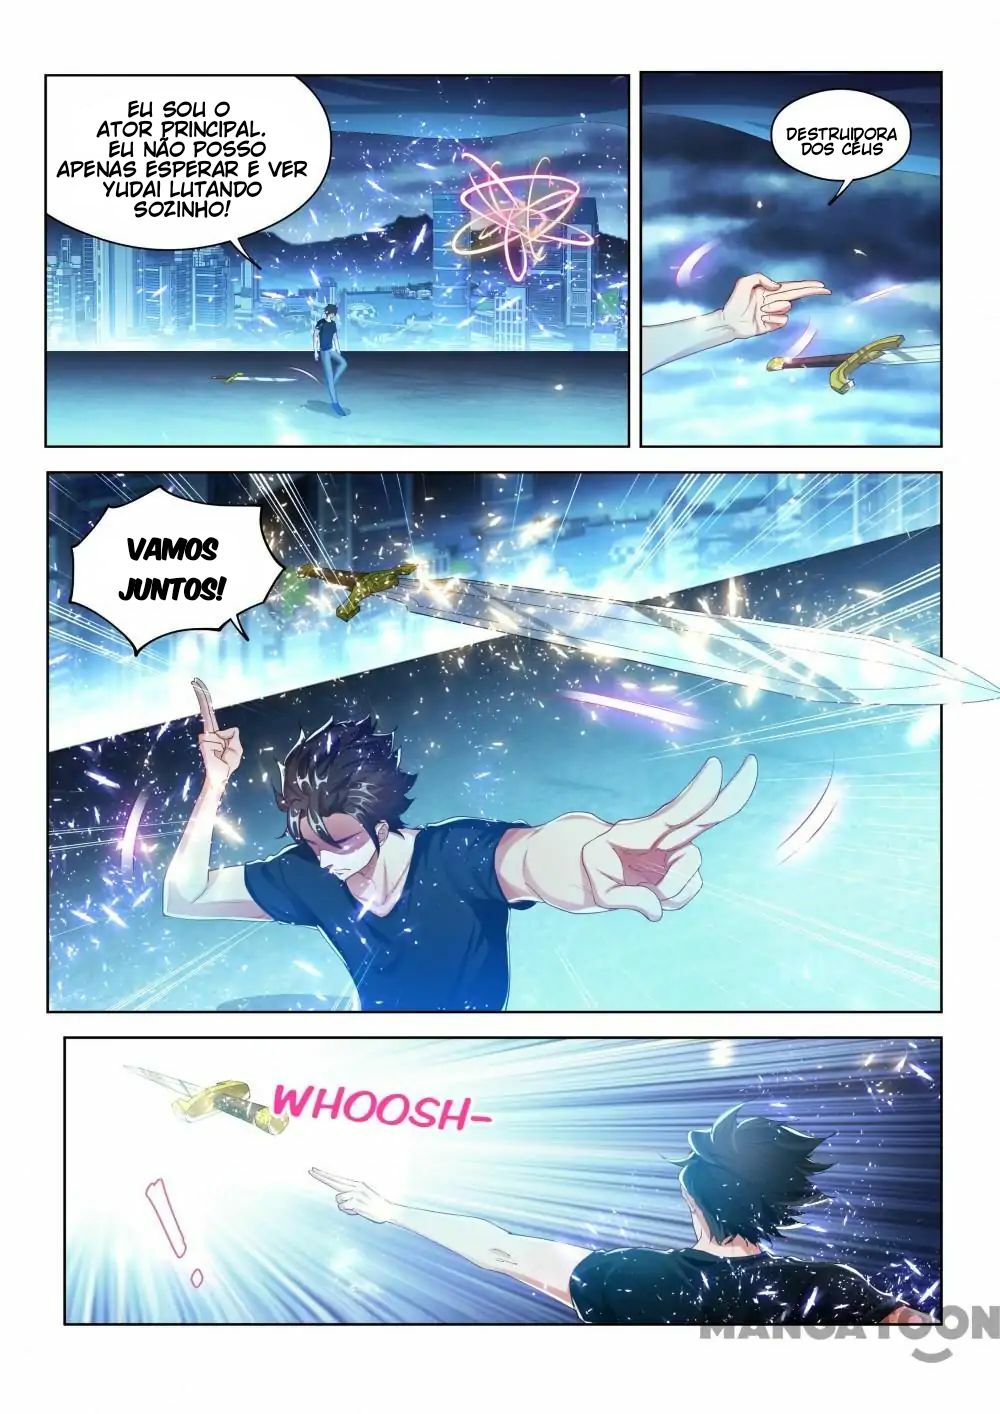 EU SOU O
ATOR PRINCIPAL.
EU NÃO POSSO
APENAS ESPERAR E VER
YUDAI LUTANDO
SOZINHO!
DESTRUIDORA
DOS CÉUS
VAMOS
JUNTOS!
WHOOSH-
!
MANGATOON